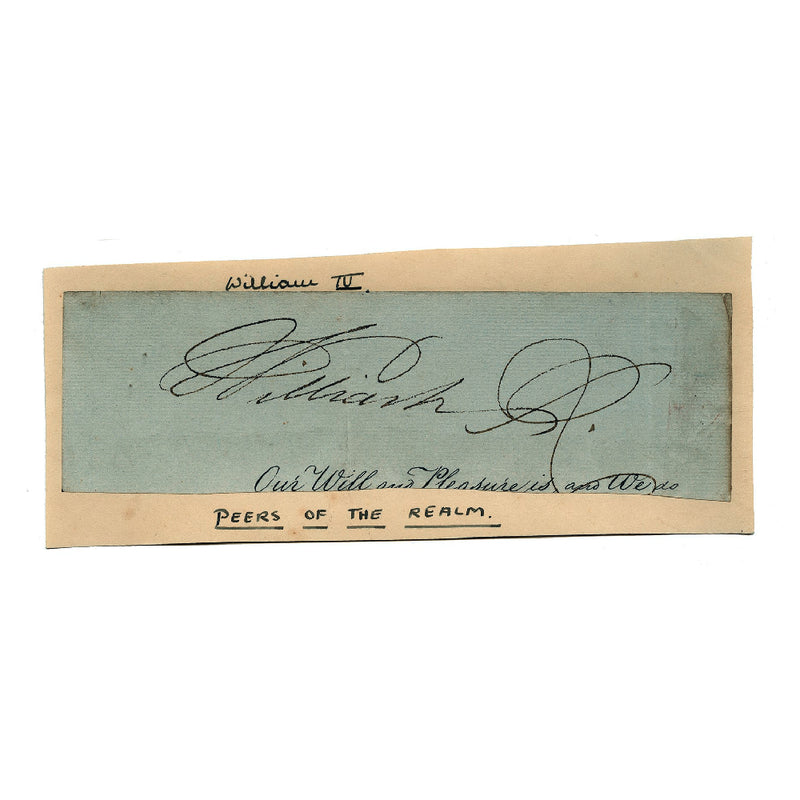 William IV.
William R.
Our Will and Pleasure is, and We do
PEERS OF THE REALM.